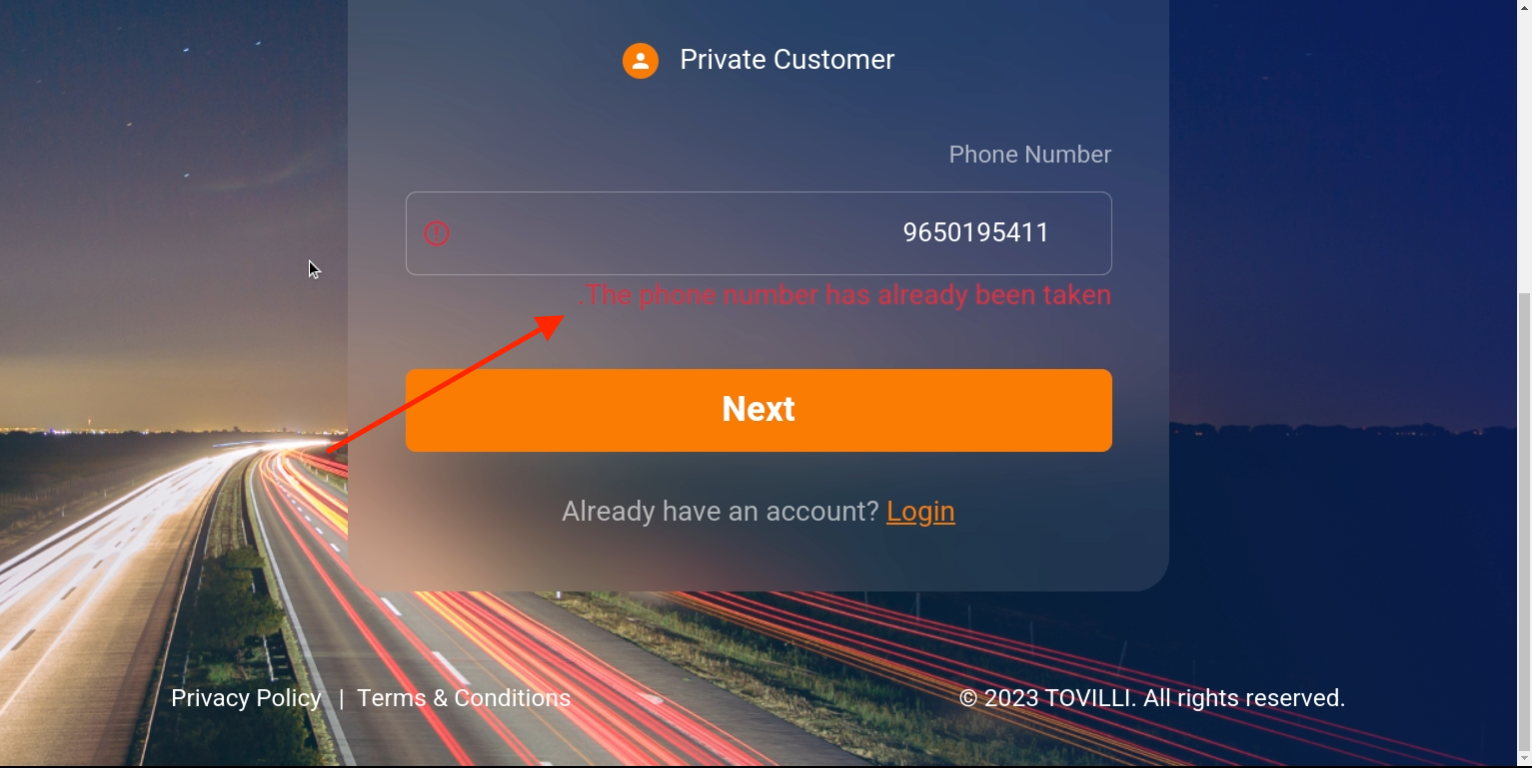 Private Customer
Phone Number
9650195411
.The phone number has already been taken
Next
Already have an account? Login
Privacy Policy | Terms & Conditions
© 2023 TOVILLI. All rights reserved.